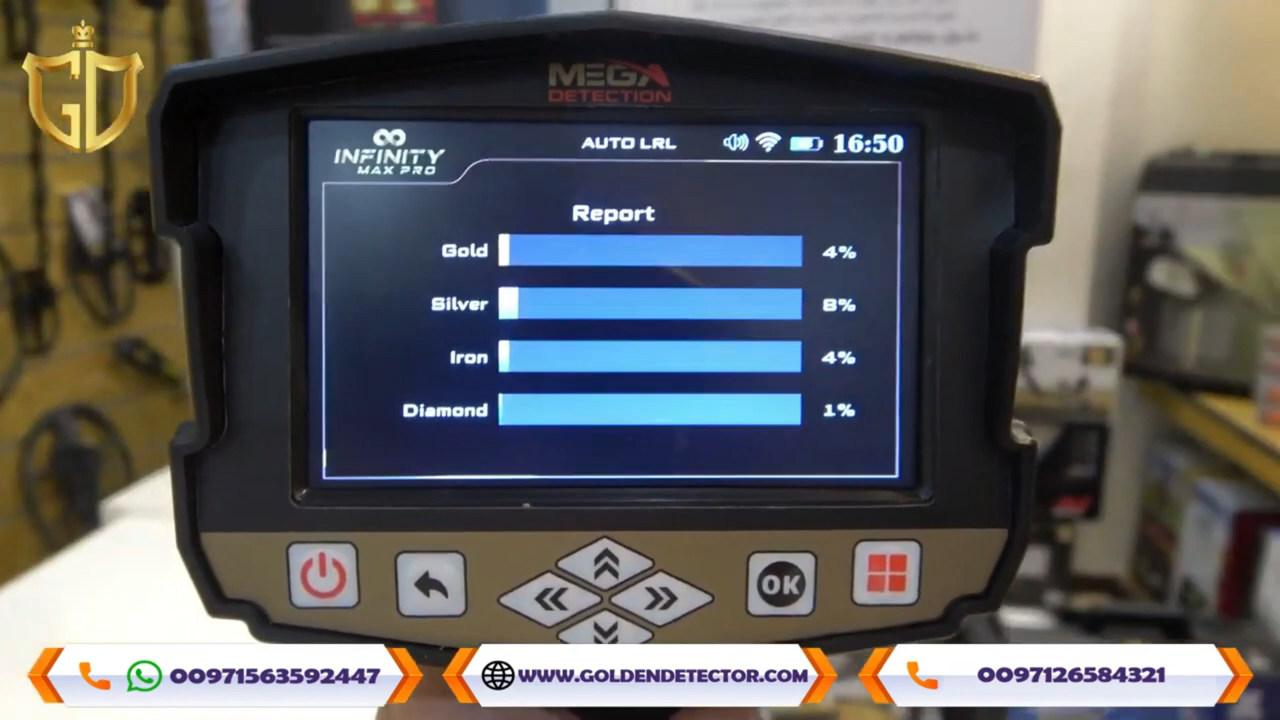 GD
MEGA
DETECTION
INFINITY
MAX PRO
AUTO LRL
16:50
Report
Gold 4%
Silver 8%
Iron 4%
Diamond 1%
OK
00971563592447
WWW.GOLDENDETECTOR.COM
0097126584321